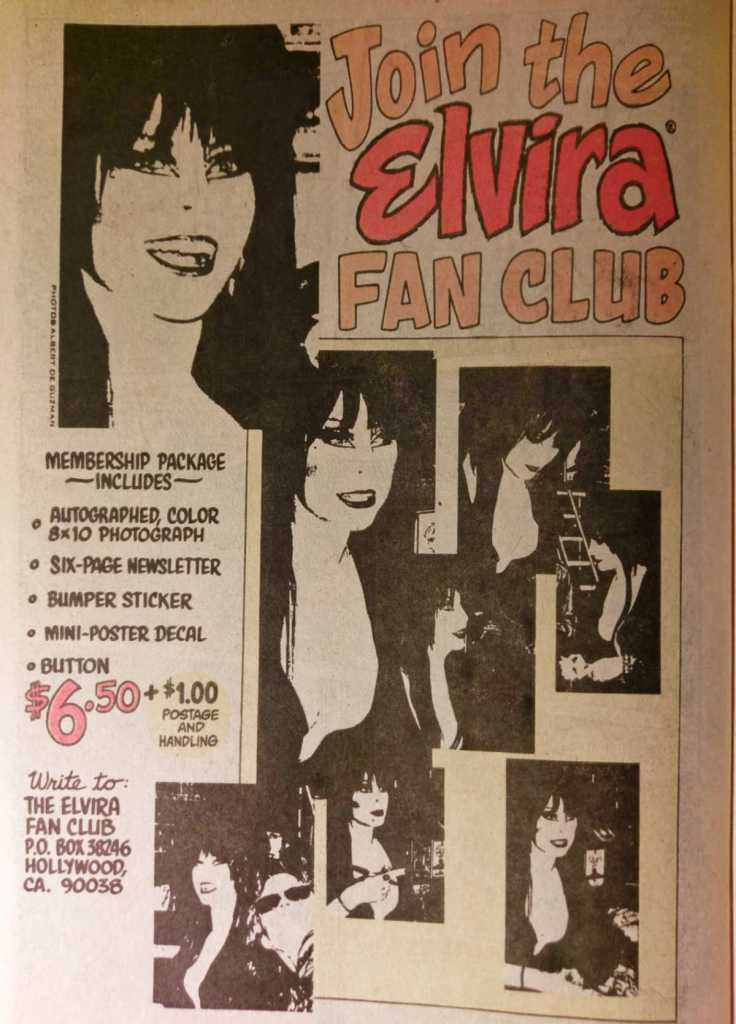 Join the
Elvira®
FAN CLUB
PHOTOS ALBERT DE GUZMAN
MEMBERSHIP PACKAGE
—INCLUDES—
• AUTOGRAPHED, COLOR
8×10 PHOTOGRAPH
• SIX-PAGE NEWSLETTER
• BUMPER STICKER
• MINI-POSTER DECAL
• BUTTON
$6.50 + $1.00
POSTAGE
AND
HANDLING
Write to:
THE ELVIRA
FAN CLUB
P.O. BOX 38246
HOLLYWOOD,
CA. 90038